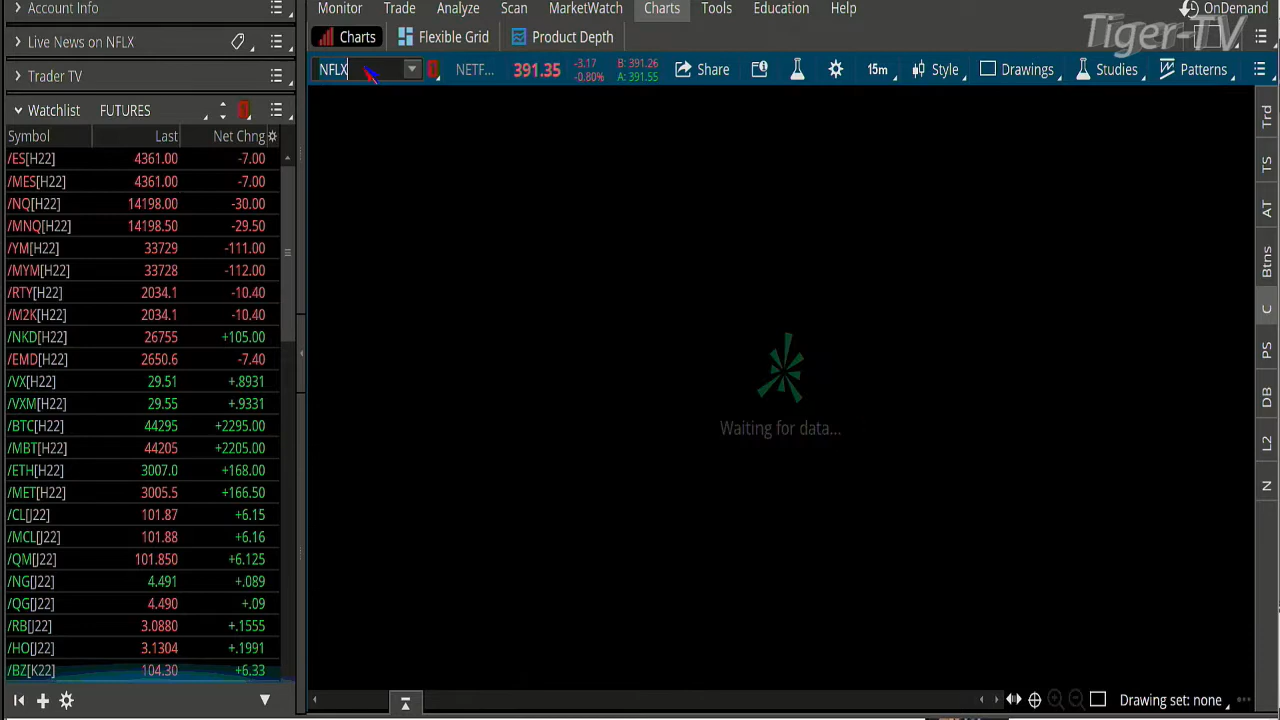 Account Info
Monitor Trade Analyze Scan MarketWatch Charts Tools Education Help OnDemand
Tiger-TV
Live News on NFLX
Charts Flexible Grid Product Depth
Trader TV
NFLX NETF... 391.35 -3.17 -0.80% B: 391.26 A: 391.55 Share 15m Style Drawings Studies Patterns
Watchlist FUTURES
Symbol Last Net Chng
/ES[H22] 4361.00 -7.00
/MES[H22] 4361.00 -7.00
/NQ[H22] 14198.00 -30.00
/MNQ[H22] 14198.50 -29.50
/YM[H22] 33729 -111.00
/MYM[H22] 33728 -112.00
/RTY[H22] 2034.1 -10.40
/M2K[H22] 2034.1 -10.40
/NKD[H22] 26755 +105.00
/EMD[H22] 2650.6 -7.40
/VX[H22] 29.51 +.8931
/VXM[H22] 29.55 +.9331
/BTC[H22] 44295 +2295.00
/MBT[H22] 44205 +2205.00
/ETH[H22] 3007.0 +168.00
/MET[H22] 3005.5 +166.50
/CL[J22] 101.87 +6.15
/MCL[J22] 101.88 +6.16
/QM[J22] 101.850 +6.125
/NG[J22] 4.491 +.089
/QG[J22] 4.490 +.09
/RB[J22] 3.0880 +.1555
/HO[J22] 3.1304 +.1991
/BZ[K22] 104.30 +6.33
Waiting for data...
Trd
TS
AT
Btns
C
PS
DB
L2
N
Drawing set: none